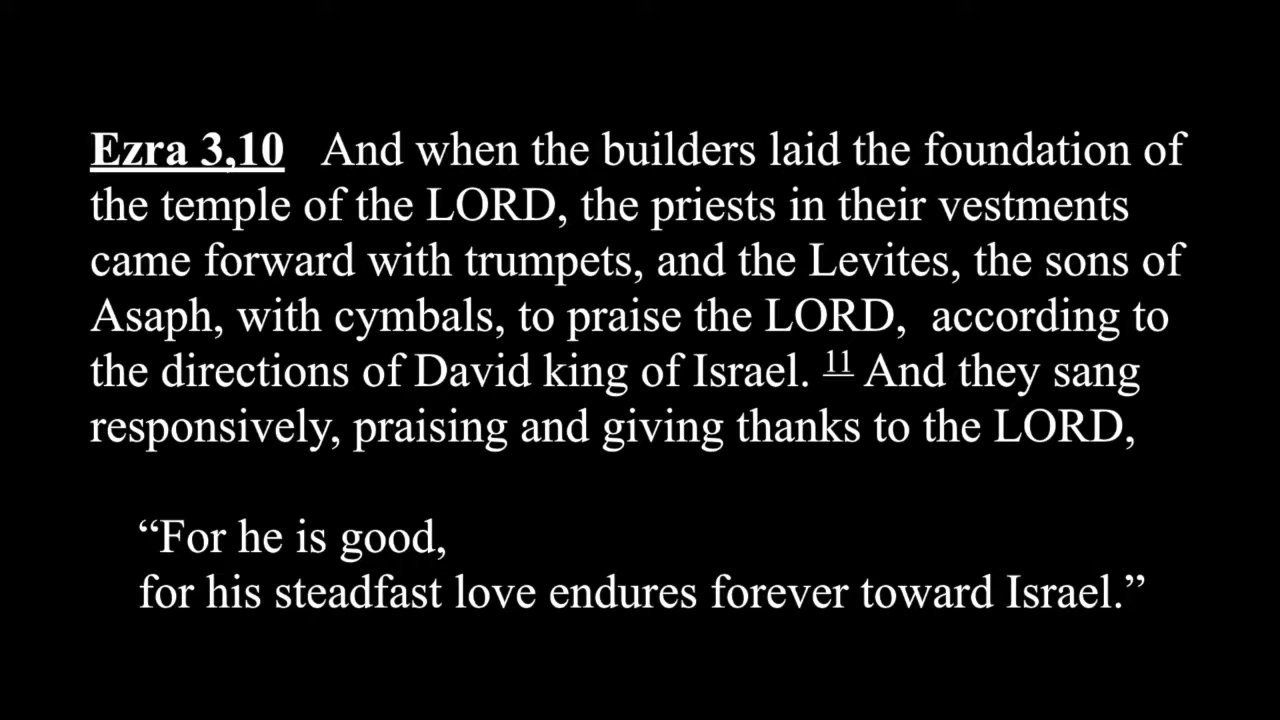 Ezra 3,10 And when the builders laid the foundation of
the temple of the LORD, the priests in their vestments
came forward with trumpets, and the Levites, the sons of
Asaph, with cymbals, to praise the LORD, according to
the directions of David king of Israel. 11 And they sang
responsively, praising and giving thanks to the LORD,
“For he is good,
for his steadfast love endures forever toward Israel.”